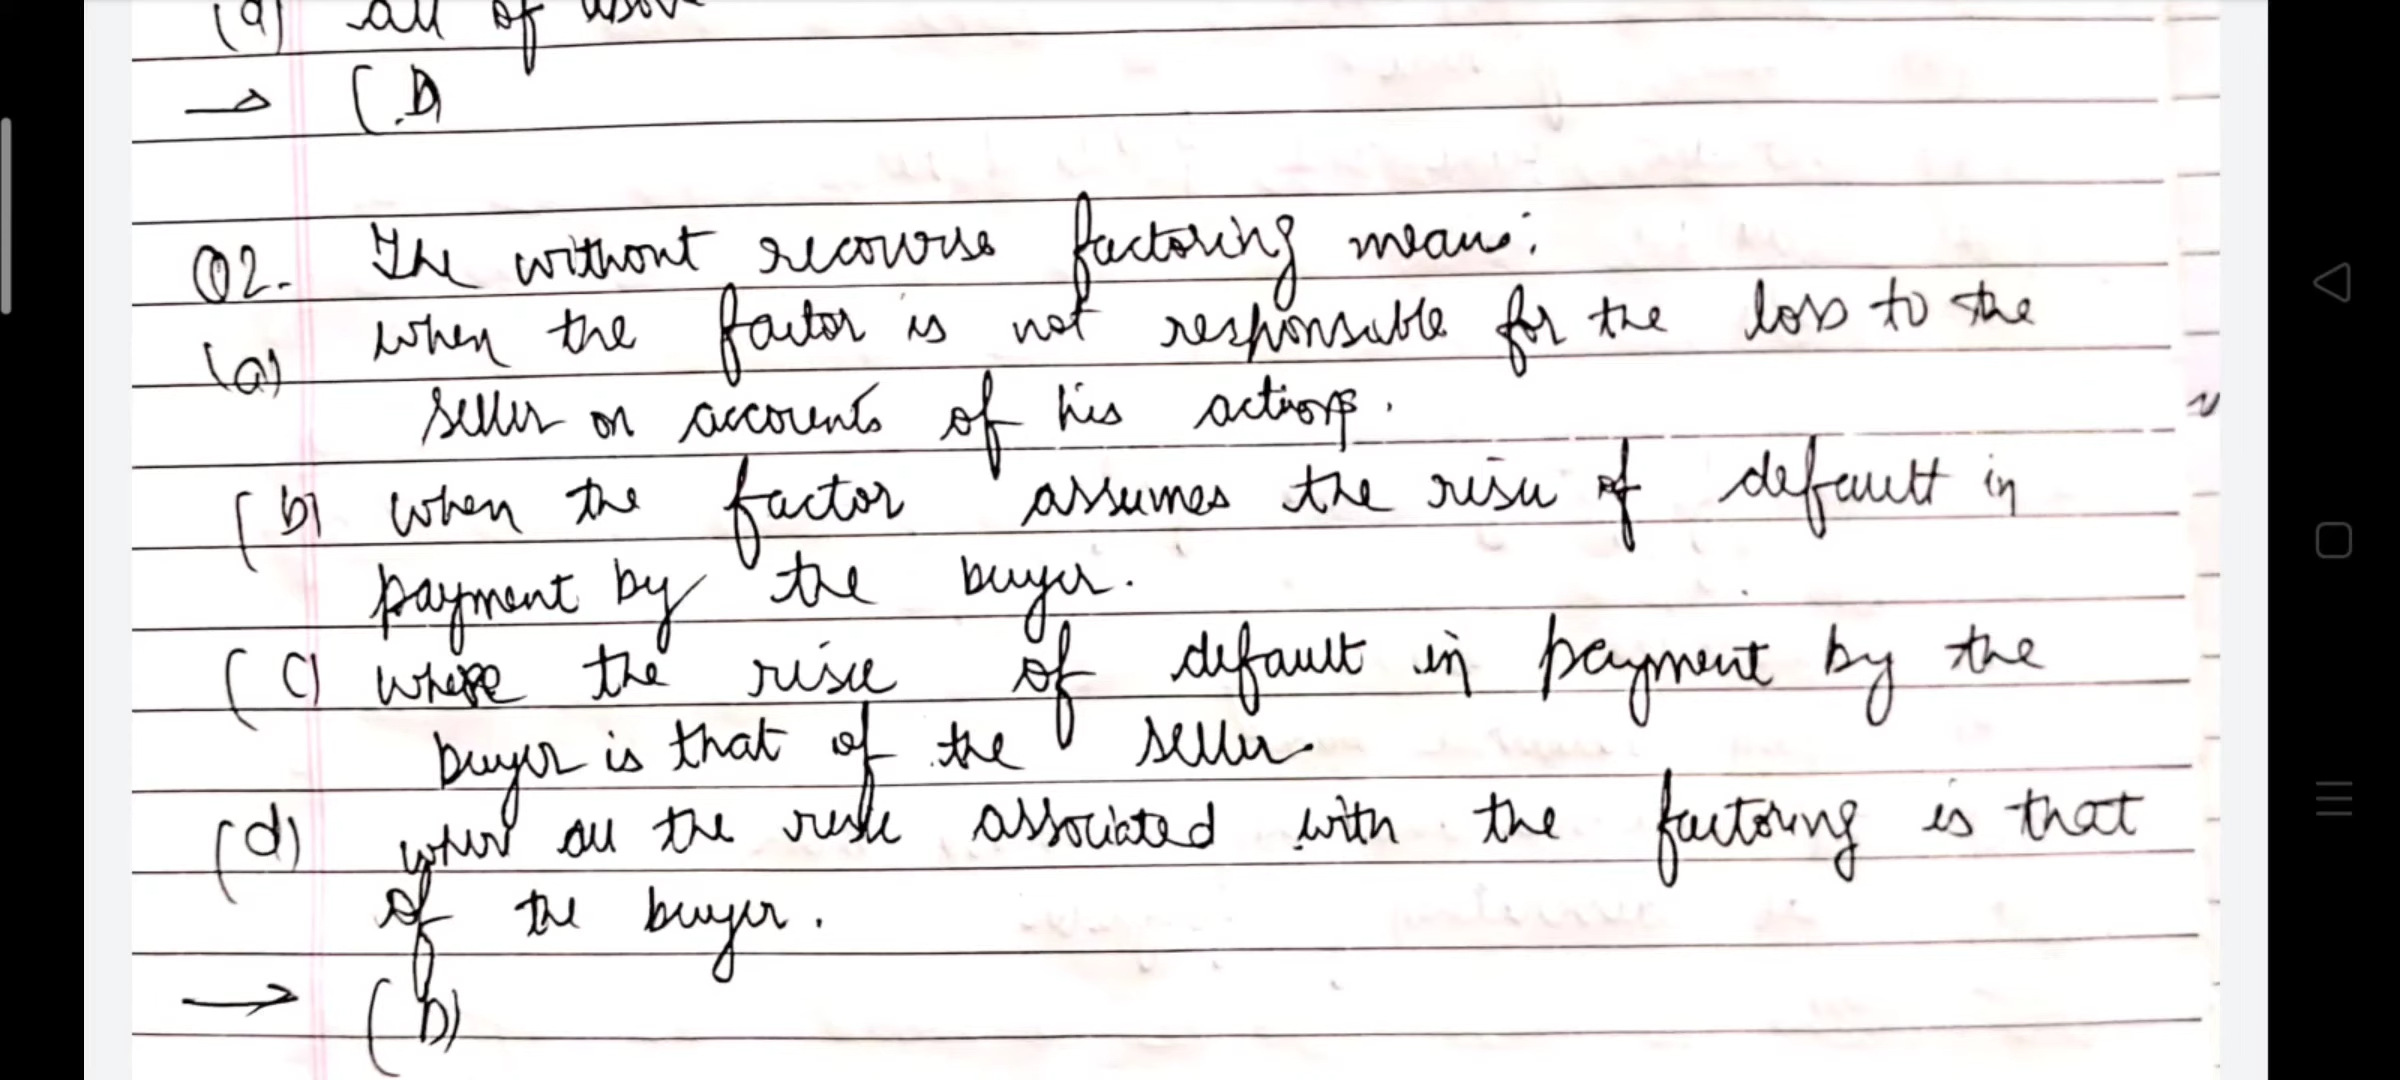 (d) all of above
→ (D
Q2. The without recourse factoring means:
(a) when the factor is not responsible for the loss to the
seller on accounts of his actions.
(b) when the factor assumes the risk of default in
payment by the buyer.
(c) where the risk of default in payment by the
buyer is that of the seller
(d) where all the risk associated with the factoring is that
of the buyer.
→ (D)